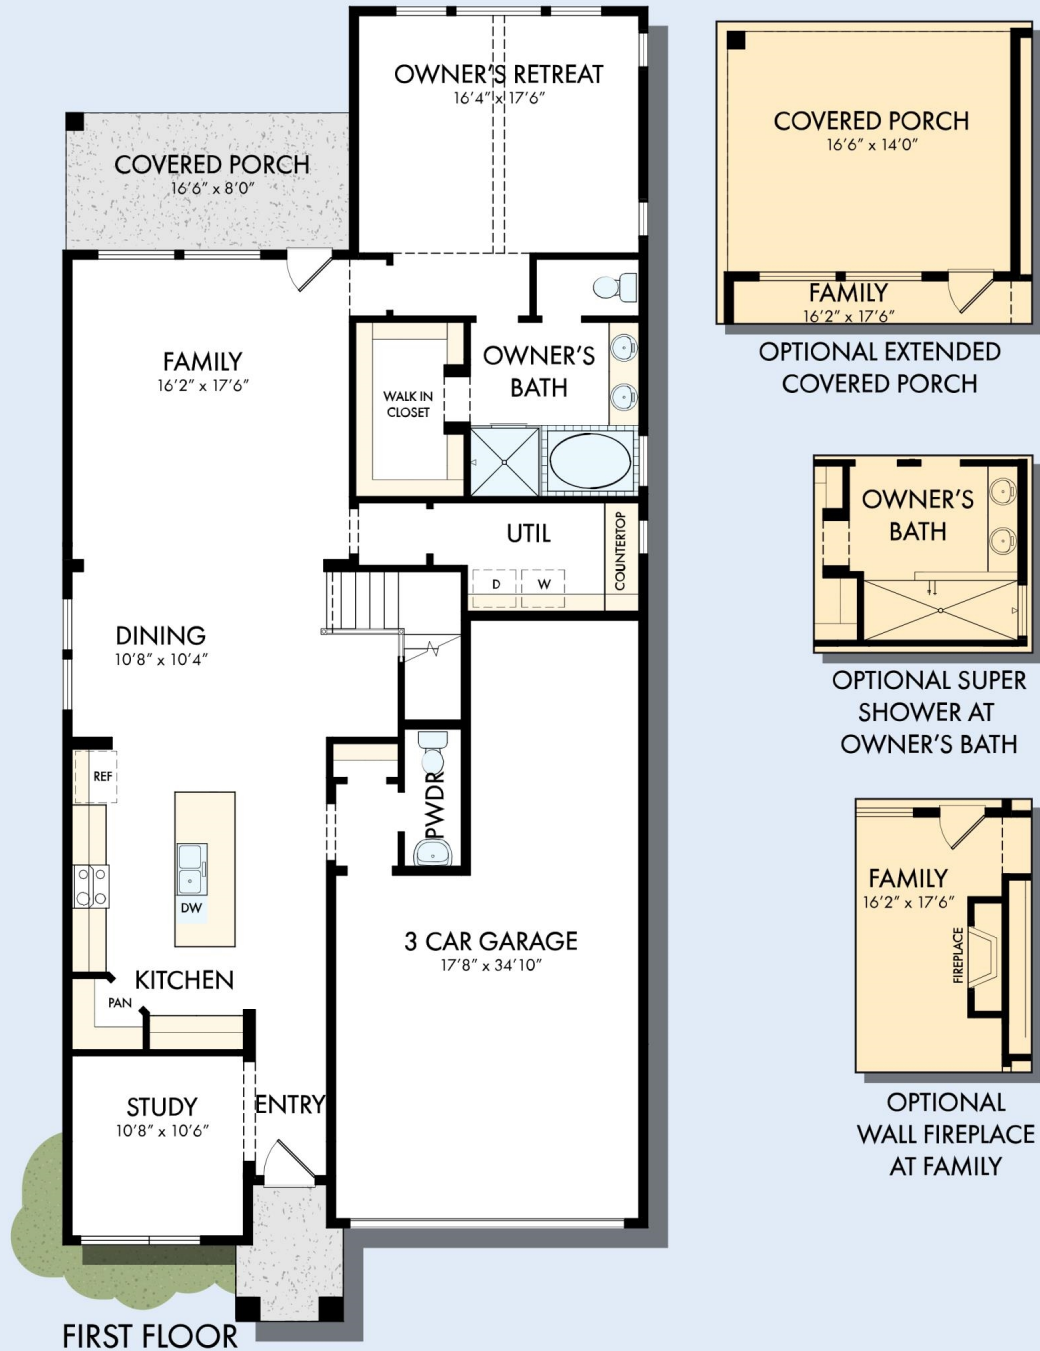 OWNER'S RETREAT
16'4" x 17'6"
COVERED PORCH
16'6" x 8'0"
FAMILY
16'2" x 17'6"
OWNER'S
BATH
WALK IN
CLOSET
UTIL
COUNTERTOP
D
W
DINING
10'8" x 10'4"
REF
PWDR
DW
3 CAR GARAGE
17'8" x 34'10"
KITCHEN
PAN
STUDY
10'8" x 10'6"
ENTRY
FIRST FLOOR
COVERED PORCH
16'6" x 14'0"
FAMILY
16'2" x 17'6"
OPTIONAL EXTENDED
COVERED PORCH
OWNER'S
BATH
OPTIONAL SUPER
SHOWER AT
OWNER'S BATH
FAMILY
16'2" x 17'6"
FIREPLACE
OPTIONAL
WALL FIREPLACE
AT FAMILY